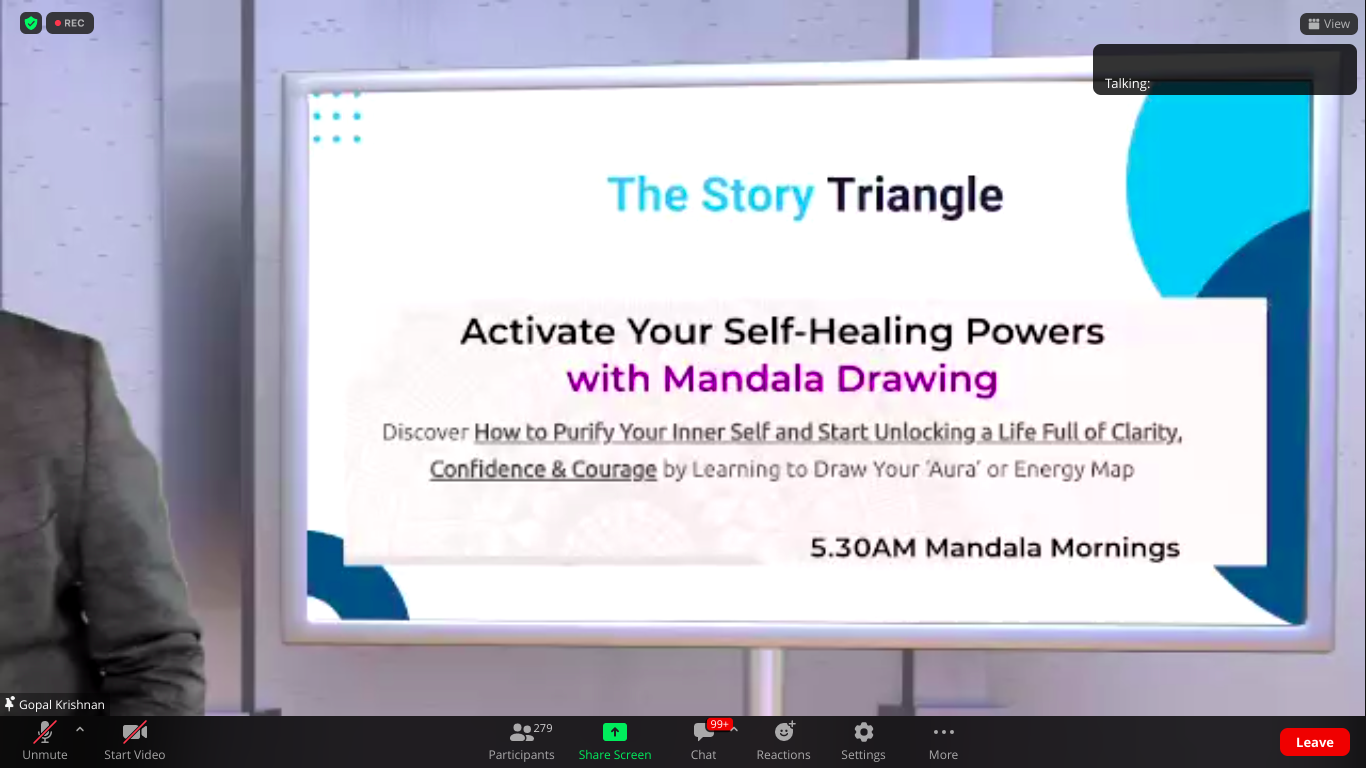 REC
View
Talking:
The Story Triangle
Activate Your Self-Healing Powers
with Mandala Drawing
Discover How to Purify Your Inner Self and Start Unlocking a Life Full of Clarity,
Confidence & Courage by Learning to Draw Your 'Aura' or Energy Map
5.30AM Mandala Mornings
Gopal Krishnan
279
99+
Unmute
Start Video
Participants
Share Screen
Chat
Reactions
Settings
More
Leave